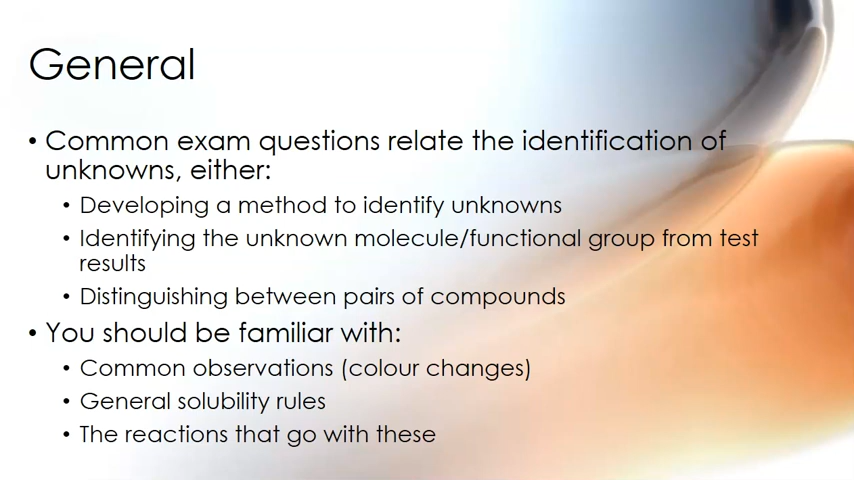 General
• Common exam questions relate the identification of
unknowns, either:
• Developing a method to identify unknowns
• Identifying the unknown molecule/functional group from test
results
• Distinguishing between pairs of compounds
• You should be familiar with:
• Common observations (colour changes)
• General solubility rules
• The reactions that go with these